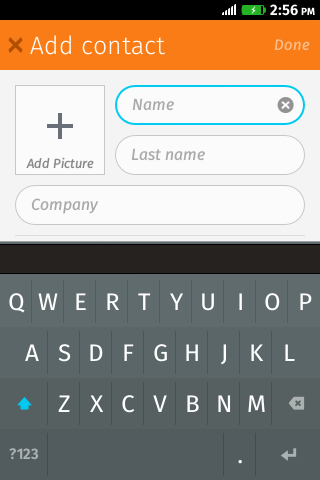 2:56 PM
Add contact Done
Name
Add Picture Last name
Company
Q W E R T Y U I O P
A S D F G H J K L
Z X C V B N M
?123 .